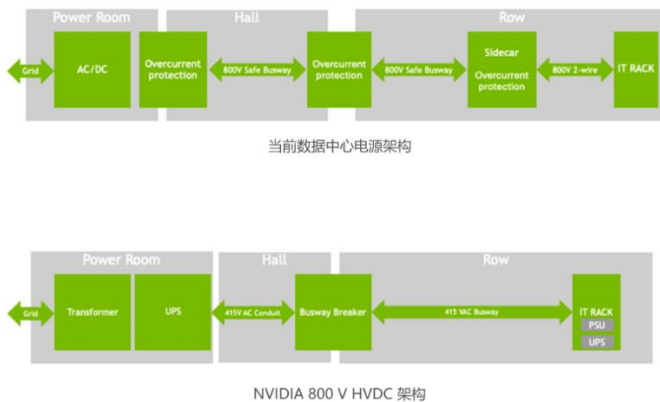 Power Room
Hall
Row
Grid
AC/DC
Overcurrent
protection
800V Safe Busway
Overcurrent
protection
800V Safe Busway
Sidecar
Overcurrent
protection
800V 2-wire
IT RACK
当前数据中心电源架构
Power Room
Hall
Row
Grid
Transformer
UPS
415V AC Conduit
Busway Breaker
415 VAC Busway
IT RACK
PSU
UPS
NVIDIA 800 V HVDC 架构